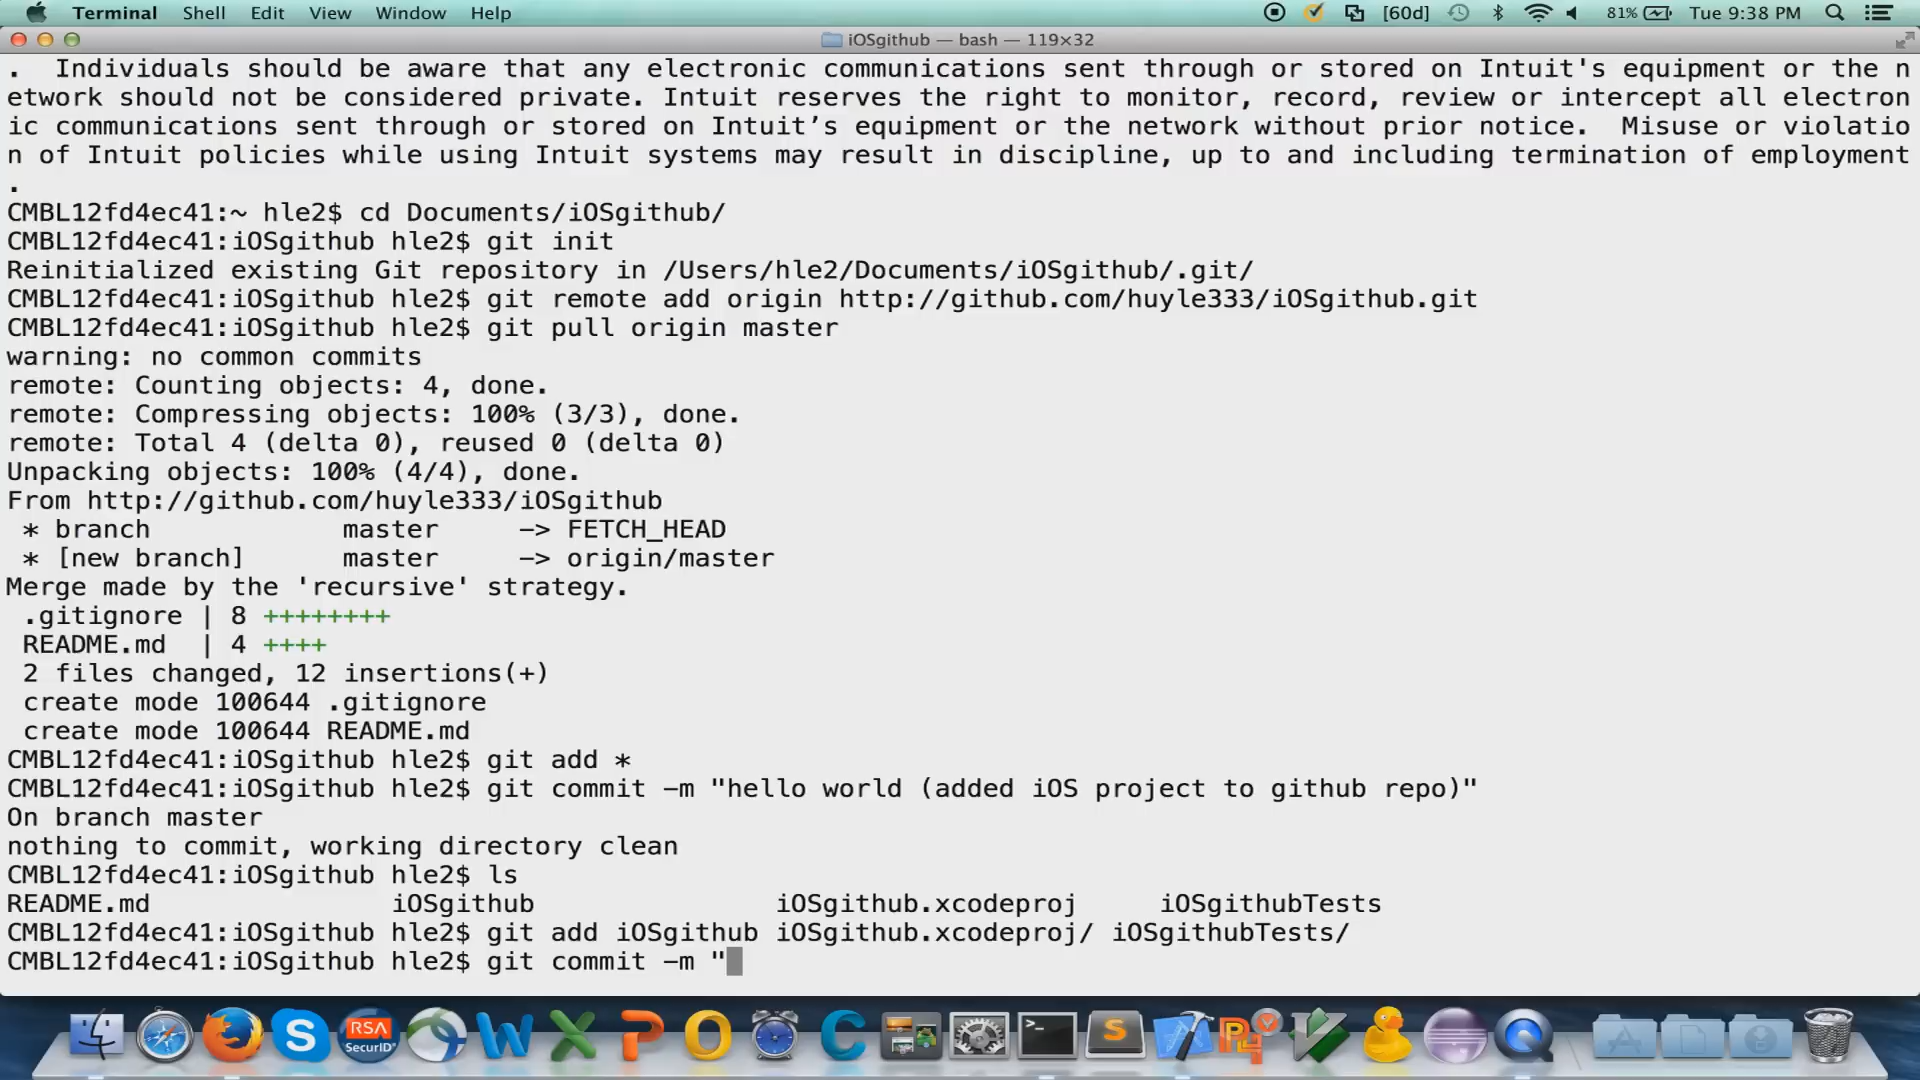 Terminal Shell Edit View Window Help [60d] 81% Tue 9:38 PM
iOSgithub — bash — 119×32
.  Individuals should be aware that any electronic communications sent through or stored on Intuit's equipment or the n
etwork should not be considered private. Intuit reserves the right to monitor, record, review or intercept all electron
ic communications sent through or stored on Intuit’s equipment or the network without prior notice.  Misuse or violatio
n of Intuit policies while using Intuit systems may result in discipline, up to and including termination of employment
.
CMBL12fd4ec41:~ hle2$ cd Documents/iOSgithub/
CMBL12fd4ec41:iOSgithub hle2$ git init
Reinitialized existing Git repository in /Users/hle2/Documents/iOSgithub/.git/
CMBL12fd4ec41:iOSgithub hle2$ git remote add origin http://github.com/huyle333/iOSgithub.git
CMBL12fd4ec41:iOSgithub hle2$ git pull origin master
warning: no common commits
remote: Counting objects: 4, done.
remote: Compressing objects: 100% (3/3), done.
remote: Total 4 (delta 0), reused 0 (delta 0)
Unpacking objects: 100% (4/4), done.
From http://github.com/huyle333/iOSgithub
 * branch            master     -> FETCH_HEAD
 * [new branch]      master     -> origin/master
Merge made by the 'recursive' strategy.
 .gitignore | 8 ++++++++
 README.md  | 4 ++++
 2 files changed, 12 insertions(+)
 create mode 100644 .gitignore
 create mode 100644 README.md
CMBL12fd4ec41:iOSgithub hle2$ git add *
CMBL12fd4ec41:iOSgithub hle2$ git commit -m "hello world (added iOS project to github repo)"
On branch master
nothing to commit, working directory clean
CMBL12fd4ec41:iOSgithub hle2$ ls
README.md               iOSgithub               iOSgithub.xcodeproj     iOSgithubTests
CMBL12fd4ec41:iOSgithub hle2$ git add iOSgithub iOSgithub.xcodeproj/ iOSgithubTests/
CMBL12fd4ec41:iOSgithub hle2$ git commit -m "
RSA
SecurID